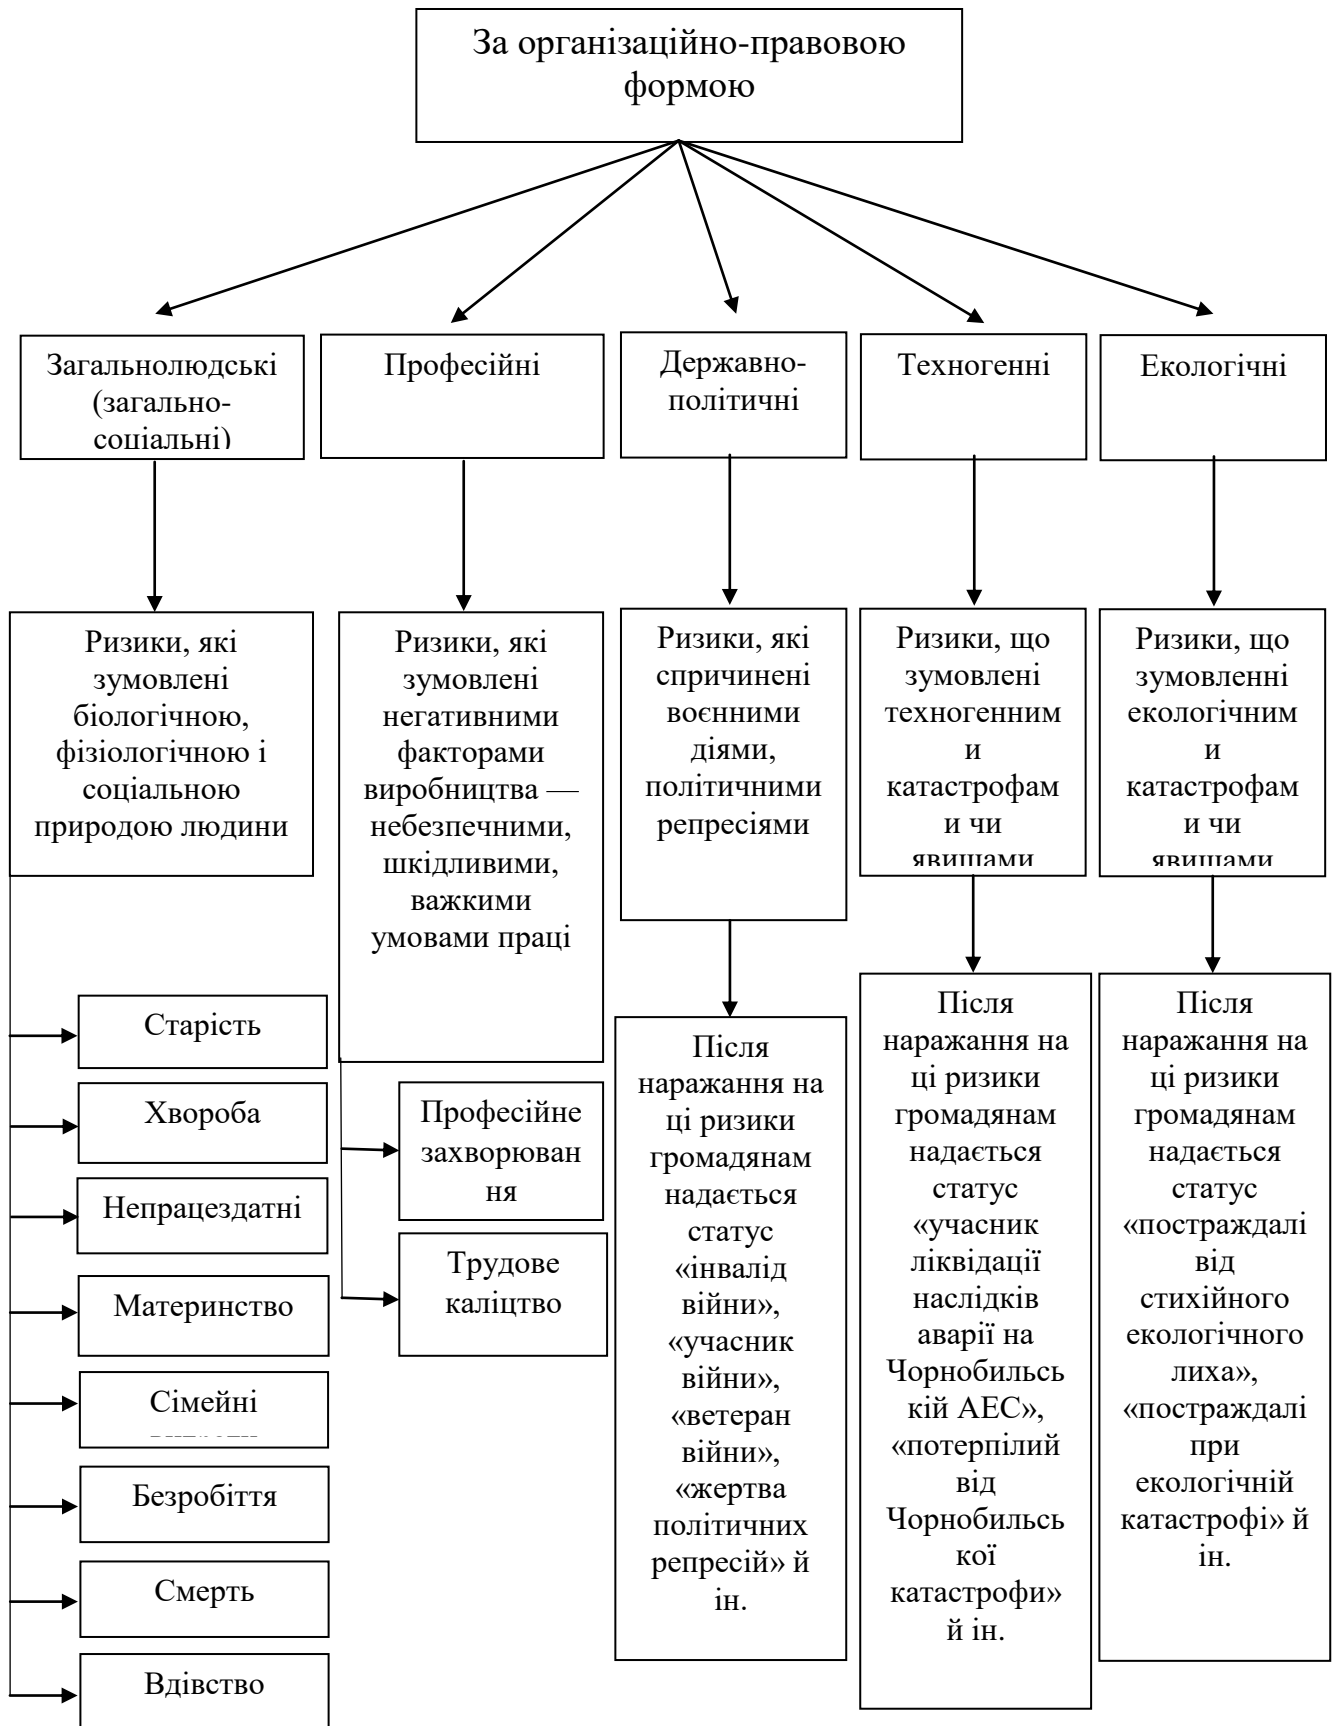 За організаційно-правовою
формою
Загальнолюдські
(загально-
соціальні)
Професійні
Державно-
політичні
Техногенні
Екологічні
Ризики, які
зумовлені
біологічною,
фізіологічною і
соціальною
природою людини
Ризики, які
зумовлені
негативними
факторами
виробництва —
небезпечними,
шкідливими,
важкими
умовами праці
Ризики, які
спричинені
воєнними
діями,
політичними
репресіями
Ризики, що
зумовлені
техногенним
и
катастрофам
и чи
явищами
Ризики, що
зумовленні
екологічним
и
катастрофам
и чи
явищами
Старість
Хвороба
Непрацездатні
Материнство
Сімейні
Безробіття
Смерть
Вдівство
Професійне
захворюван
ня
Трудове
каліцтво
Після
наражання на
ці ризики
громадянам
надається
статус
«інвалід
війни»,
«учасник
війни»,
«ветеран
війни»,
«жертва
політичних
репресій» й
ін.
Після
наражання на
ці ризики
громадянам
надається
статус
«учасник
ліквідації
наслідків
аварії на
Чорнобильсь
кій АЕС»,
«потерпілий
від
Чорнобильсь
кої
катастрофи»
й ін.
Після
наражання на
ці ризики
громадянам
надається
статус
«постраждалі
від
стихійного
екологічного
лиха»,
«постраждалі
при
екологічній
катастрофі» й
ін.